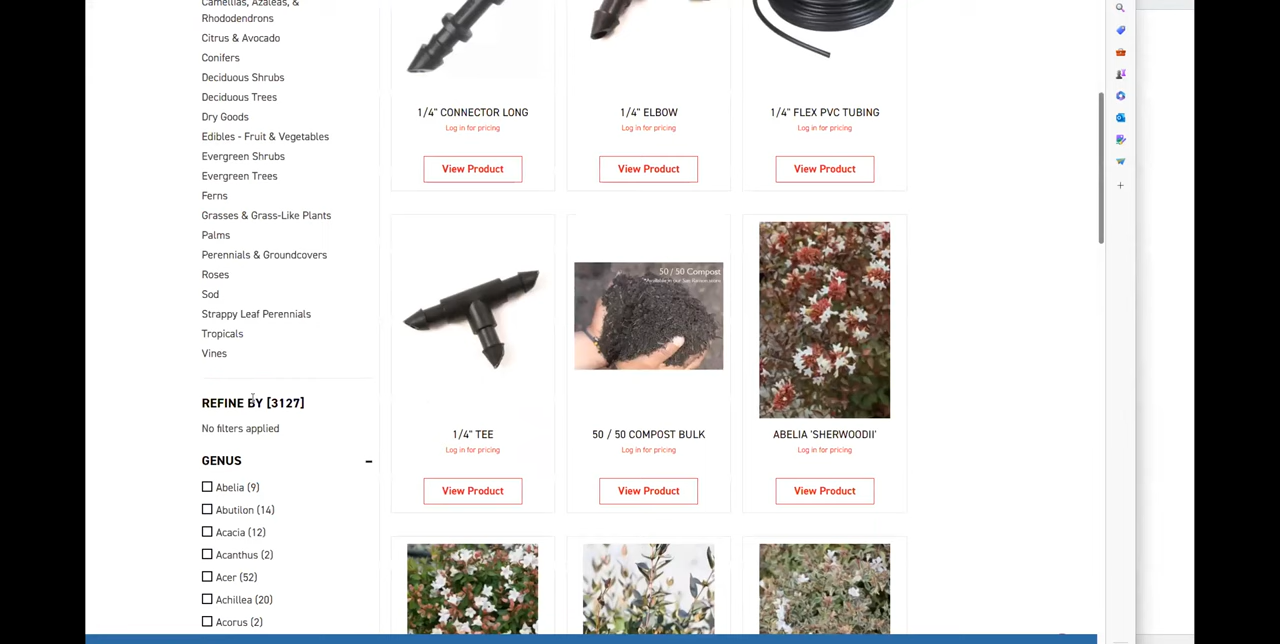 Camellias, Azaleas, &
Rhododendrons
Citrus & Avocado
Conifers
Deciduous Shrubs
Deciduous Trees
Dry Goods
Edibles - Fruit & Vegetables
Evergreen Shrubs
Evergreen Trees
Ferns
Grasses & Grass-Like Plants
Palms
Perennials & Groundcovers
Roses
Sod
Strappy Leaf Perennials
Tropicals
Vines
REFINE BY [3127]
No filters applied
GENUS
Abelia (9)
Abutilon (14)
Acacia (12)
Acanthus (2)
Acer (52)
Achillea (20)
Acorus (2)
1/4" CONNECTOR LONG
Log in for pricing
View Product
1/4" ELBOW
Log in for pricing
View Product
1/4" FLEX PVC TUBING
Log in for pricing
View Product
1/4" TEE
Log in for pricing
View Product
50 / 50 Compost
50 / 50 COMPOST BULK
Log in for pricing
View Product
ABELIA 'SHERWOODII'
Log in for pricing
View Product